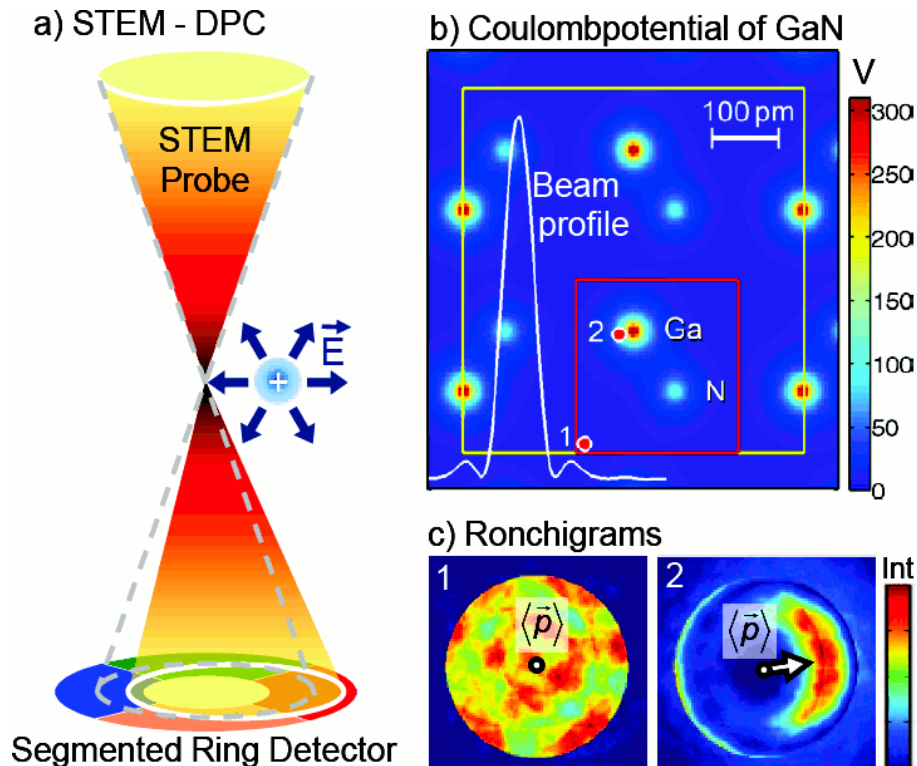 a) STEM - DPC
STEM
Probe
+
E
Segmented Ring Detector
b) Coulombpotential of GaN
V
300
250
200
150
100
50
0
100 pm
Beam
profile
2
Ga
N
1
c) Ronchigrams
Int
1
⟨p⃗⟩
2
⟨p⃗⟩